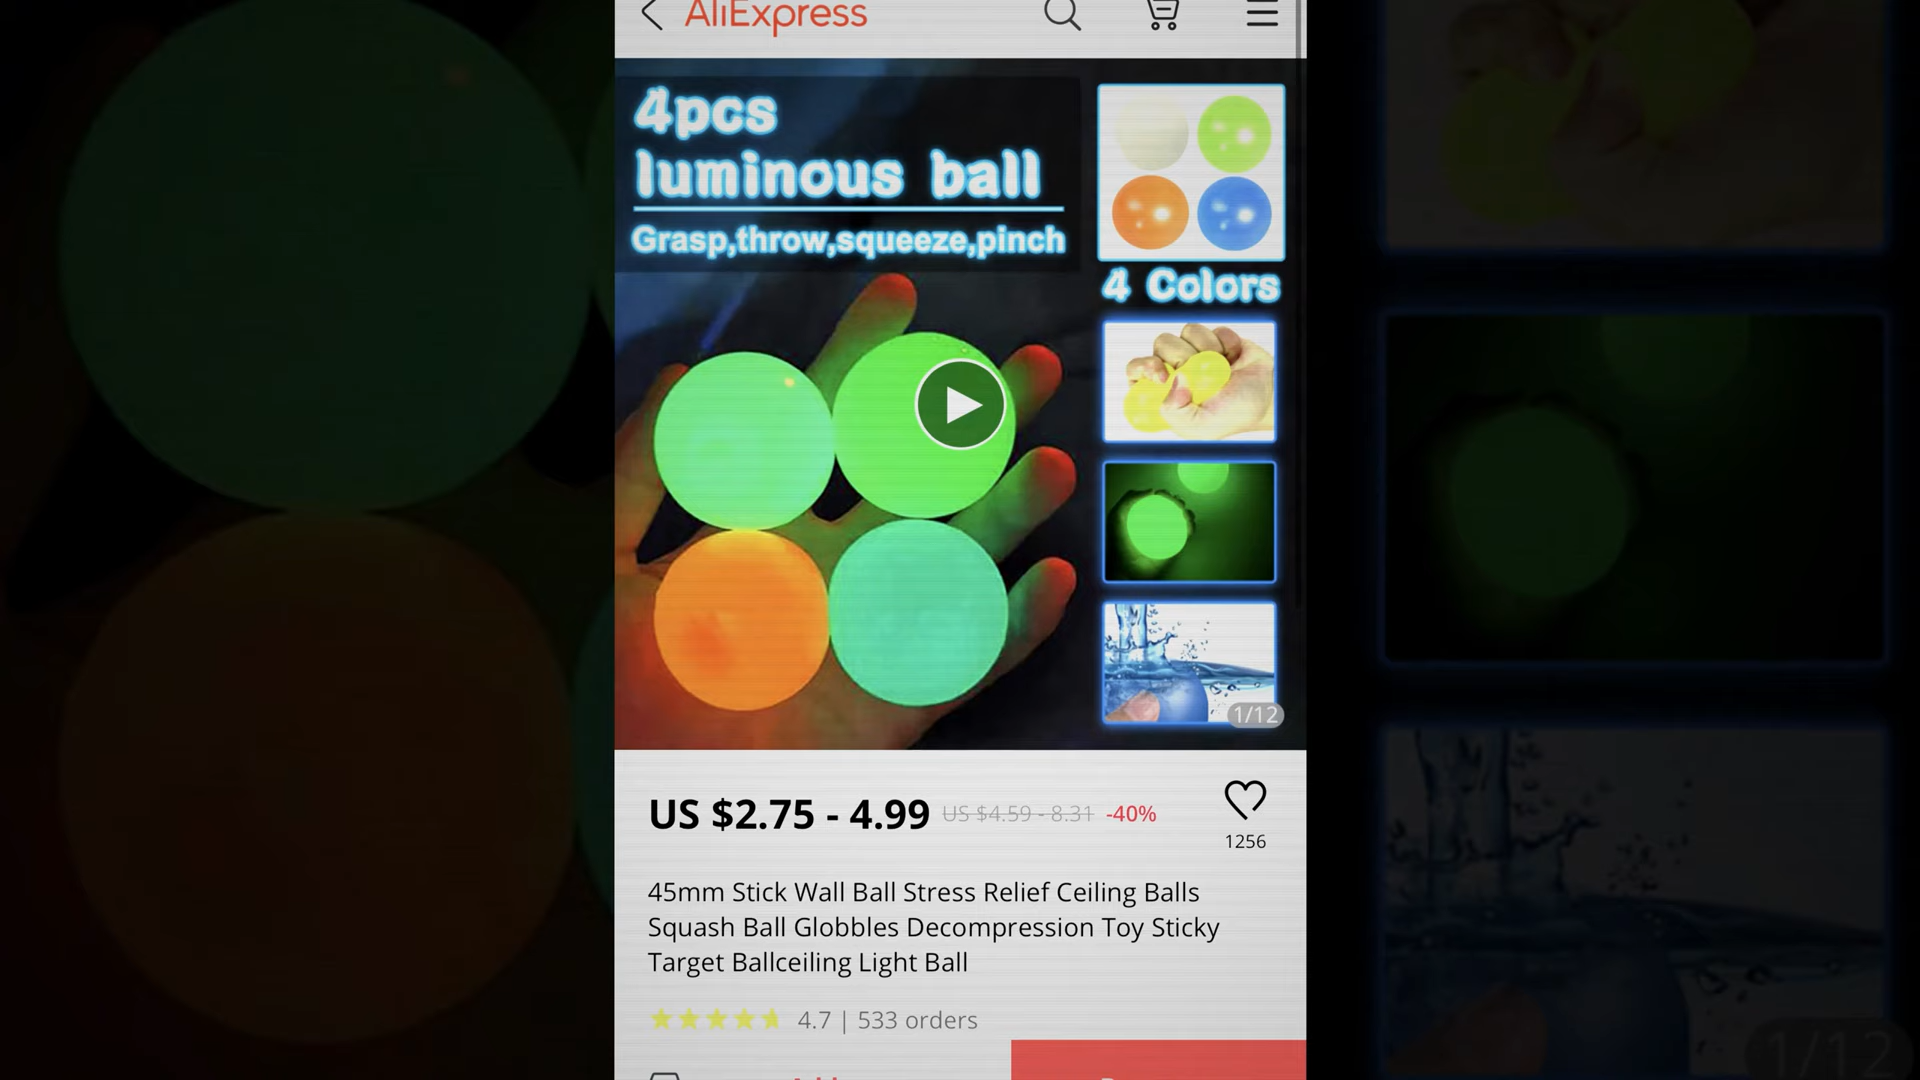 AliExpress
4pcs
luminous ball
Grasp,throw,squeeze,pinch
4 Colors
1/12
US $2.75 - 4.99 US $4.59 - 8.31 -40%
1256
45mm Stick Wall Ball Stress Relief Ceiling Balls
Squash Ball Globbles Decompression Toy Sticky
Target Ballceiling Light Ball
4.7 | 533 orders
1/12